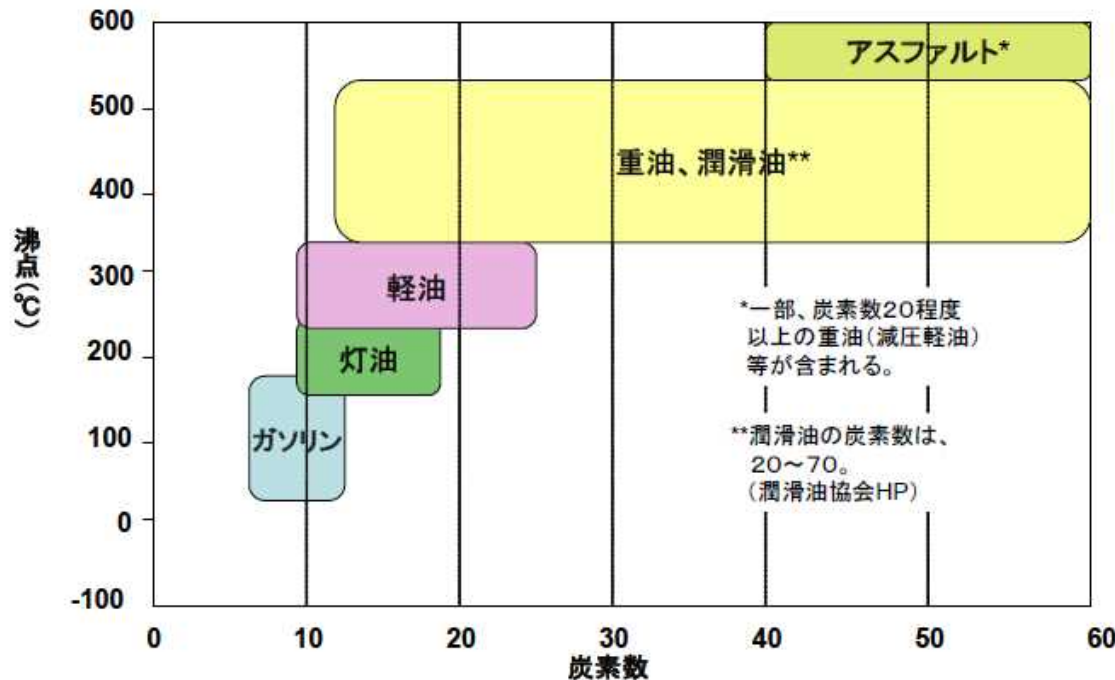 600
500
400
300
200
100
0
-100
沸点(℃)
アスファルト*
重油、潤滑油**
軽油
灯油
ガソリン
*一部、炭素数20程度
以上の重油(減圧軽油)
等が含まれる。
**潤滑油の炭素数は、
20～70。
(潤滑油協会HP)
0 10 20 30 40 50 60
炭素数